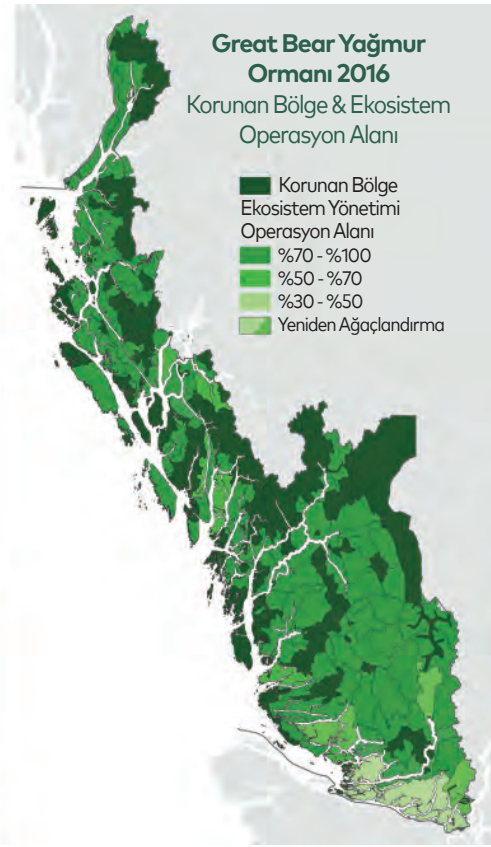 Great Bear Yağmur
Ormanı 2016
Korunan Bölge & Ekosistem
Operasyon Alanı
Korunan Bölge
Ekosistem Yönetimi
Operasyon Alanı
%70 - %100
%50 - %70
%30 - %50
Yeniden Ağaçlandırma